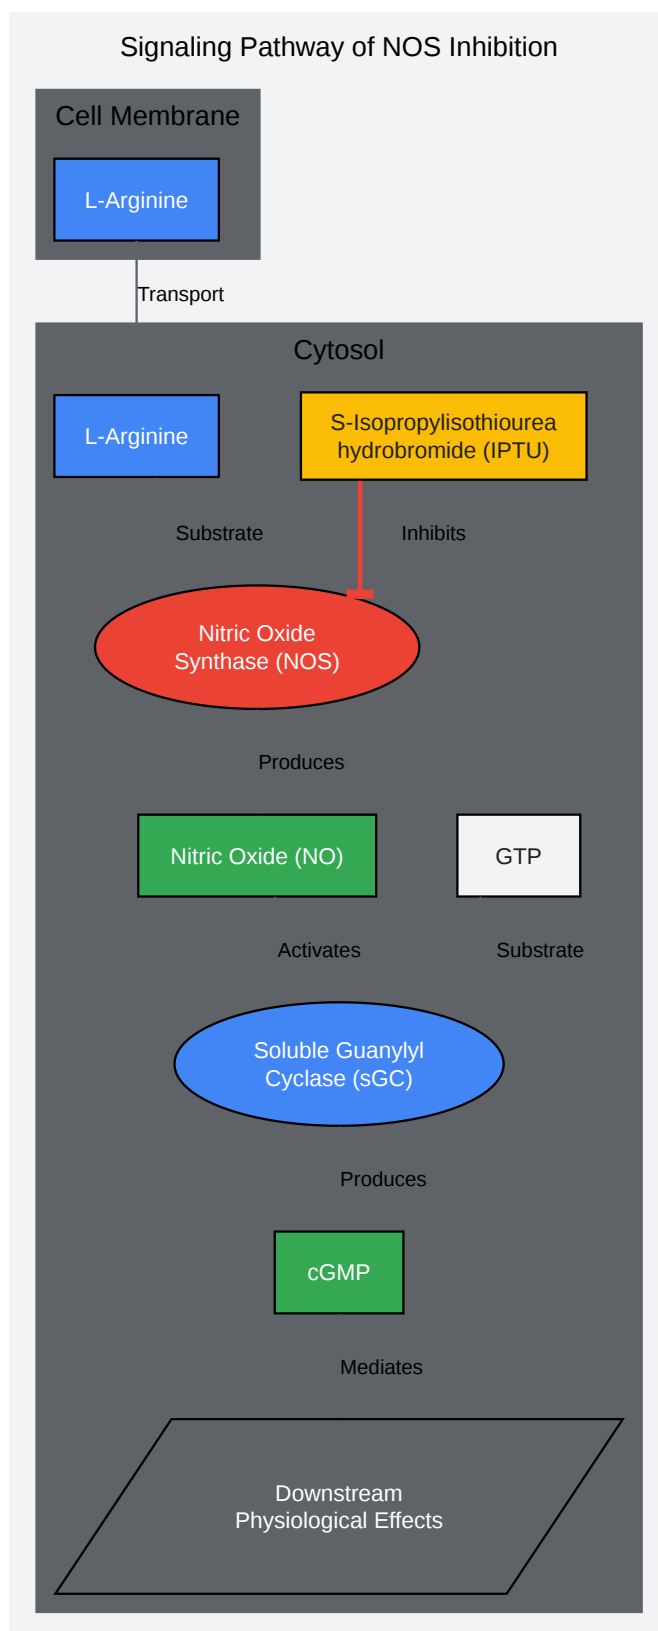 Signaling Pathway of NOS Inhibition
Cell Membrane
L-Arginine
Transport
Cytosol
L-Arginine
S-Isopropylisothiourea
hydrobromide (IPTU)
Substrate
Inhibits
Nitric Oxide
Synthase (NOS)
Produces
Nitric Oxide (NO)
GTP
Activates
Substrate
Soluble Guanylyl
Cyclase (sGC)
Produces
cGMP
Mediates
Downstream
Physiological Effects